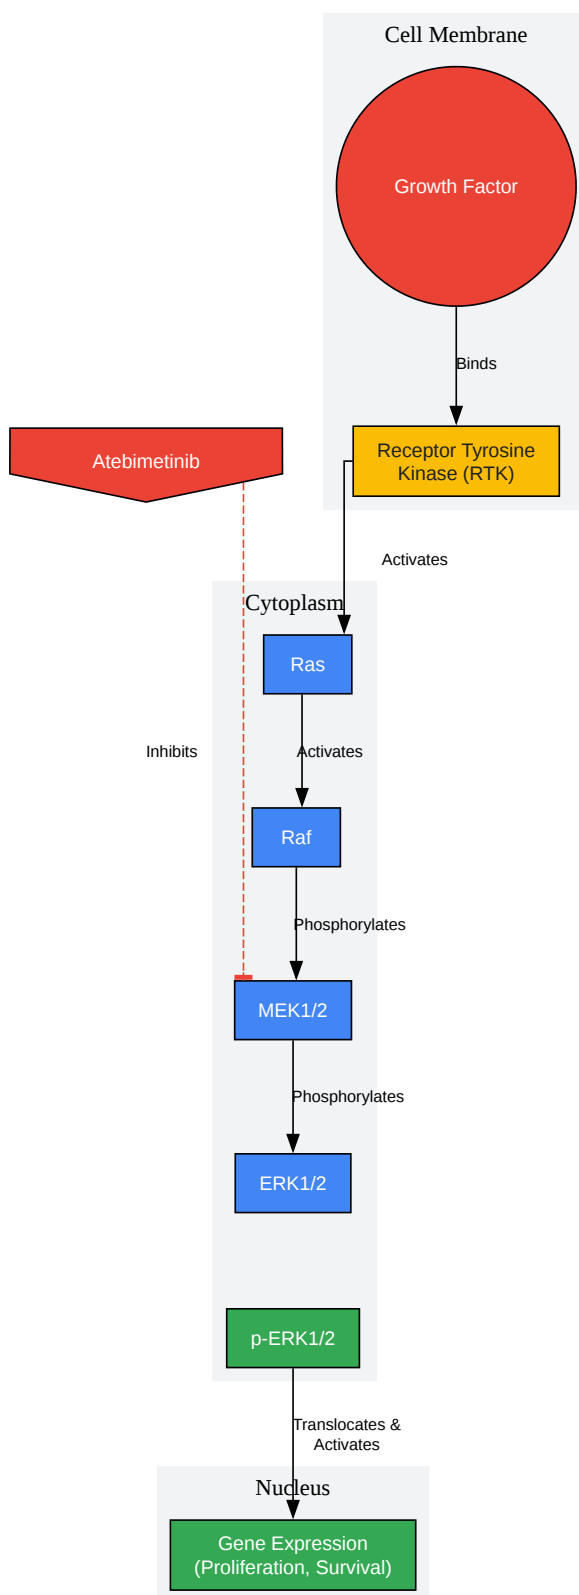 Cell Membrane
Growth Factor
Binds
Receptor Tyrosine
Kinase (RTK)
Atebimetinib
Activates
Cytoplasm
Ras
Inhibits
Activates
Raf
Phosphorylates
MEK1/2
Phosphorylates
ERK1/2
p-ERK1/2
Translocates &
Activates
Nucleus
Gene Expression
(Proliferation, Survival)